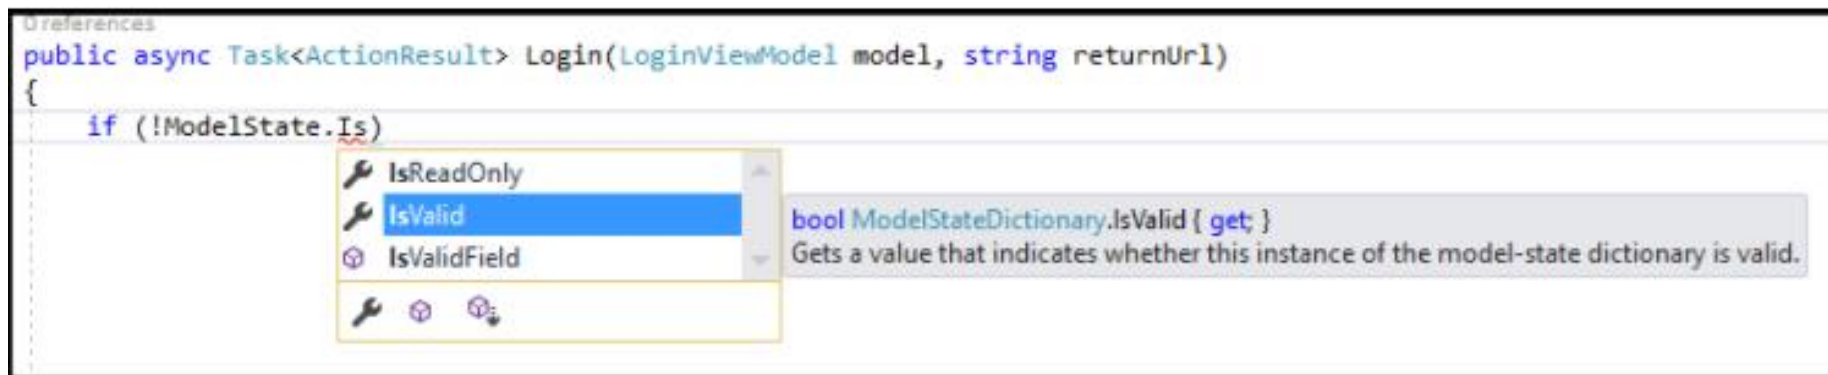 0 references
public async Task<ActionResult> Login(LoginViewModel model, string returnUrl)
{
if (!ModelState.Is)
IsReadOnly
IsValid
IsValidField
bool ModelStateDictionary.IsValid { get; }
Gets a value that indicates whether this instance of the model-state dictionary is valid.